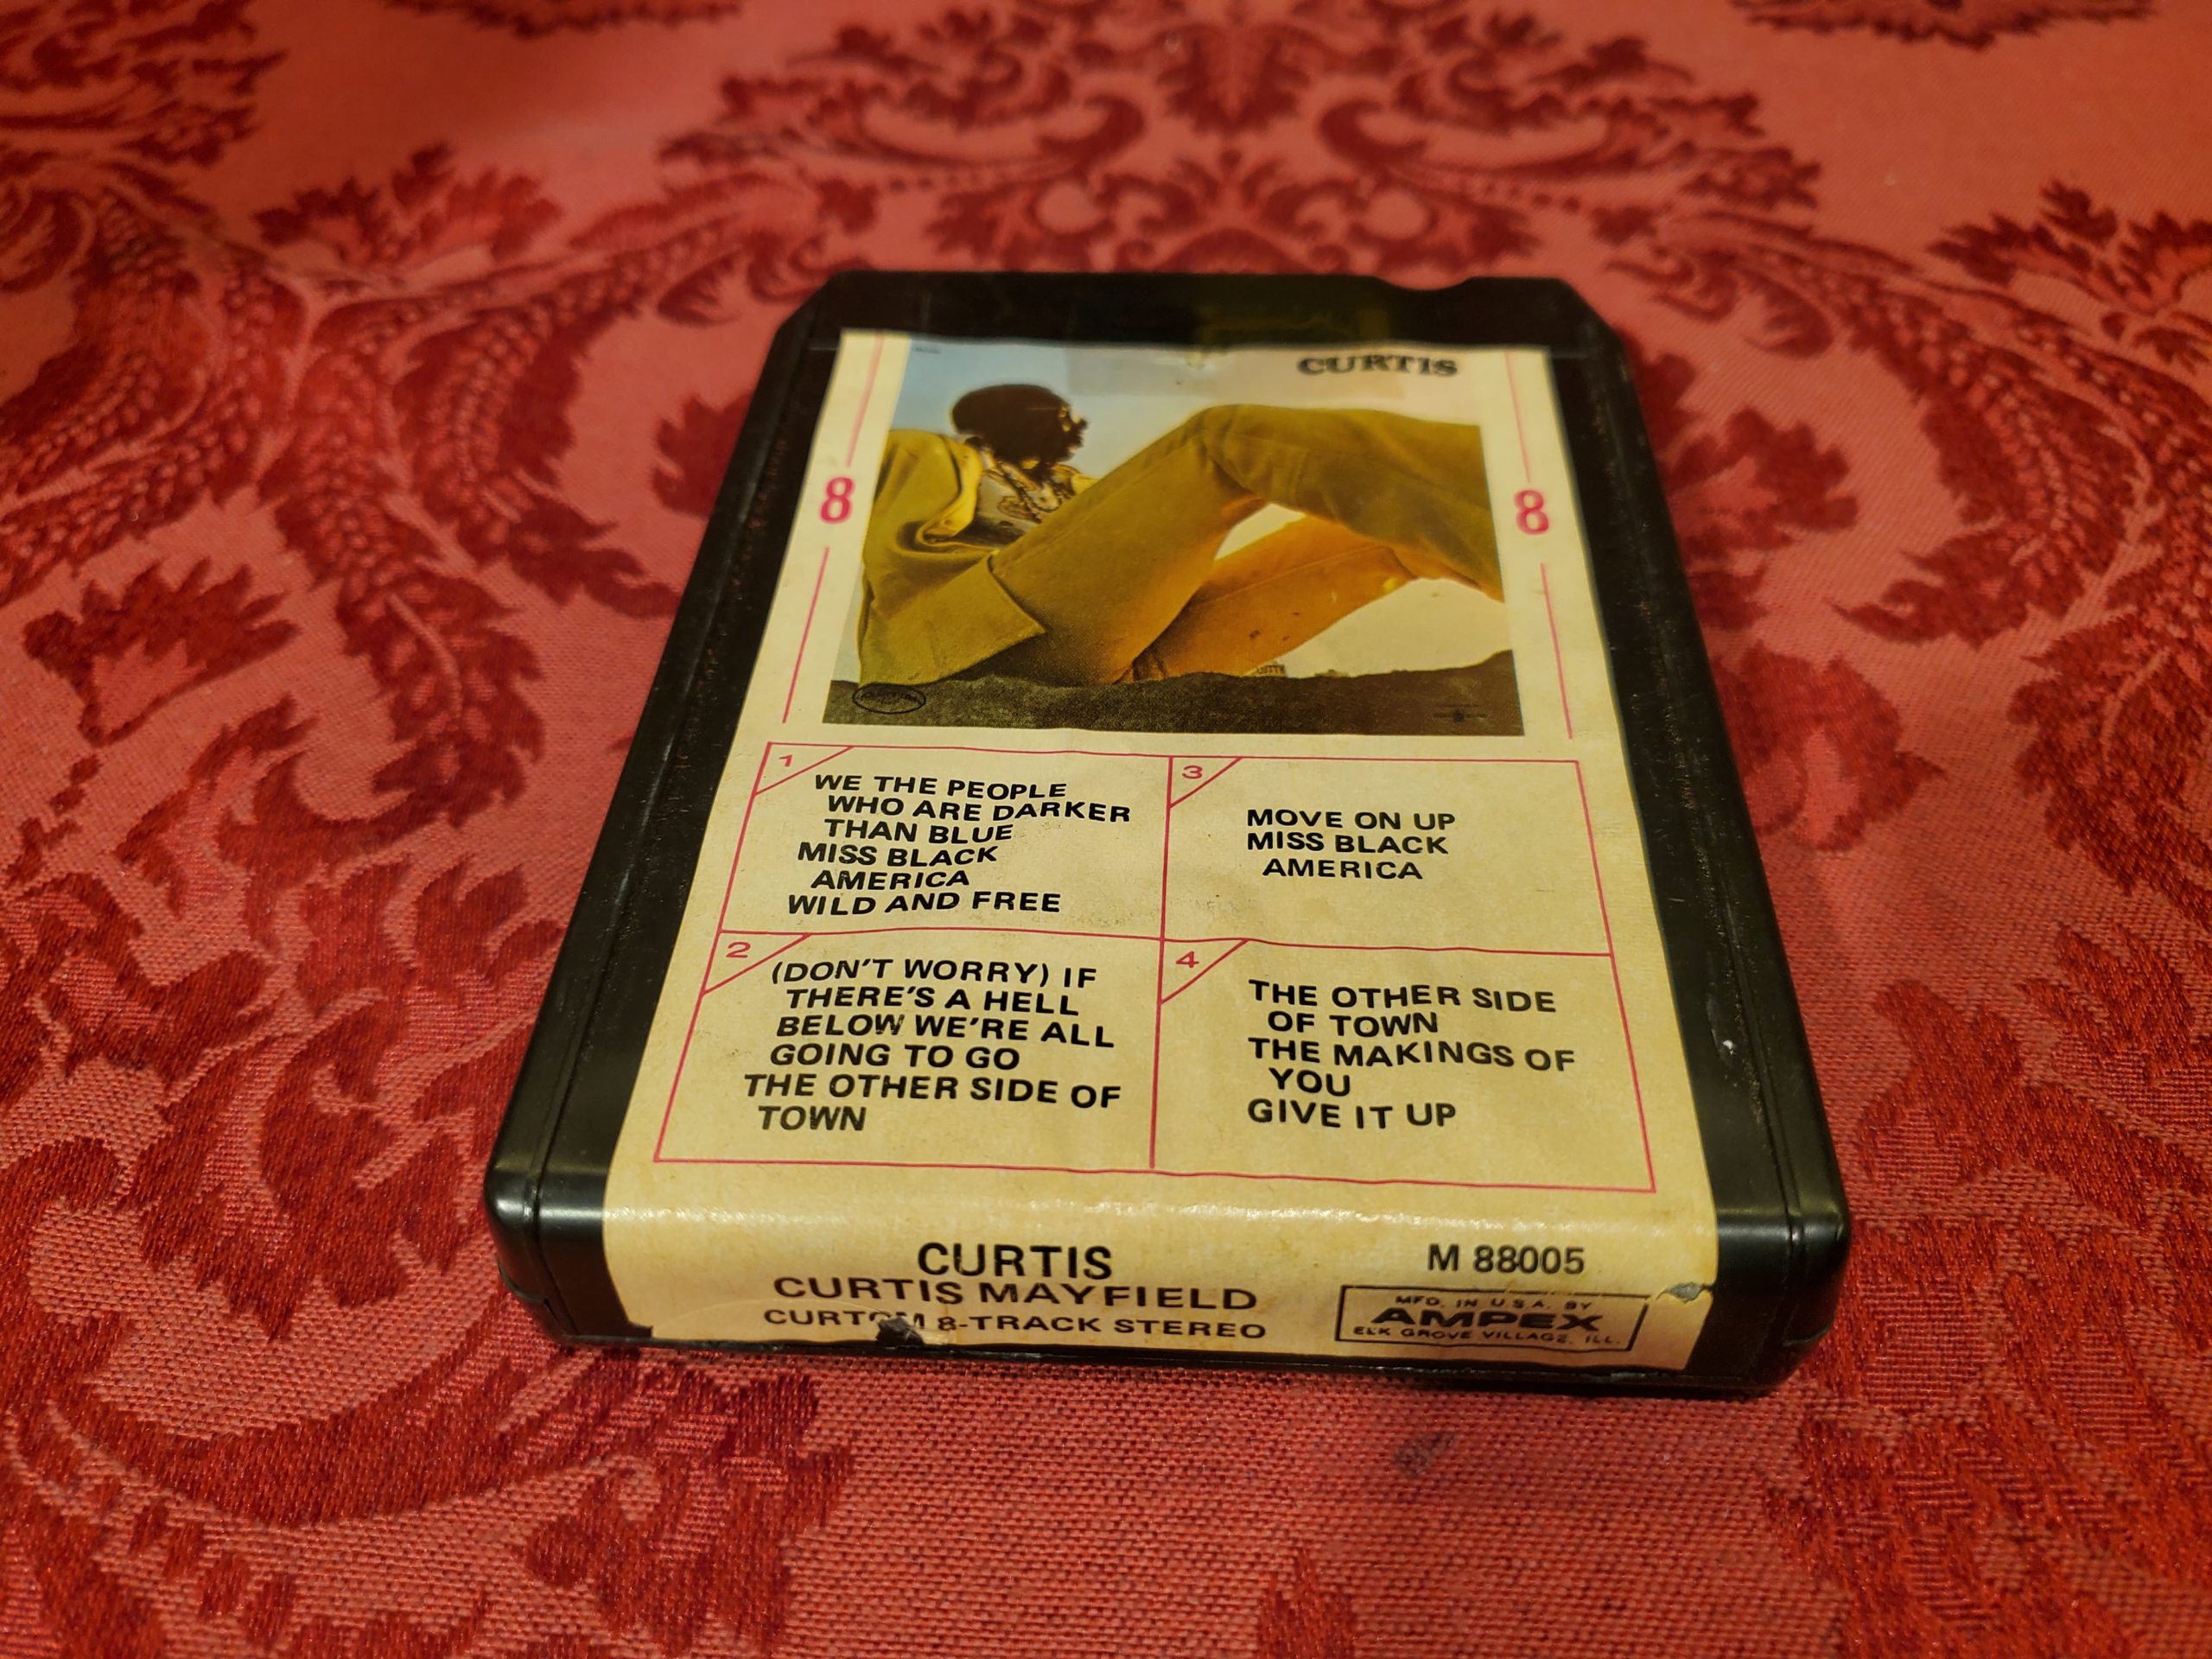 CURTIS
8
8
1
WE THE PEOPLE
WHO ARE DARKER
THAN BLUE
MISS BLACK
AMERICA
WILD AND FREE
2
(DON'T WORRY) IF
THERE'S A HELL
BELOW WE'RE ALL
GOING TO GO
THE OTHER SIDE OF
TOWN
3
MOVE ON UP
MISS BLACK
AMERICA
4
THE OTHER SIDE
OF TOWN
THE MAKINGS OF
YOU
GIVE IT UP
CURTIS
CURTIS MAYFIELD
CURTOM 8-TRACK STEREO
M 88005
MFD. IN U.S.A. BY
AMPEX
ELK GROVE VILLAGE, ILL.